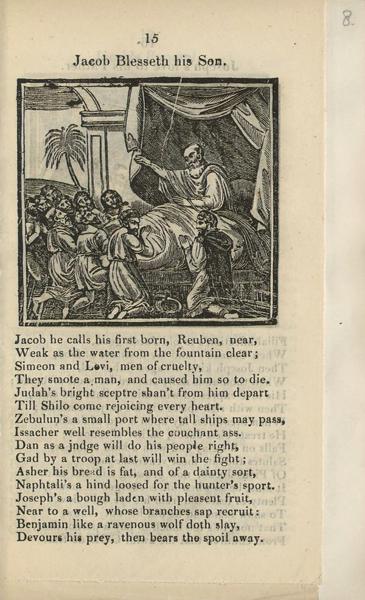 8.
15
Jacob Blesseth his Son.
Jacob he calls his first born, Reuben, near,
Weak as the water from the fountain clear;
Simeon and Levi, men of cruelty,
They smote a man, and caused him so to die.
Judah's bright sceptre shan't from him depart
Till Shilo come rejoicing every heart.
Zebulun's a small port where tall ships may pass,
Issacher well resembles the couchant ass.
Dan as a jndge will do his people right,
Gad by a troop at last will win the fight;
Asher his bread is fat, and of a dainty sort,
Naphtali's a hind loosed for the hunter's sport.
Joseph's a bough laden with pleasent fruit,
Near to a well, whose branches sap recruit:
Benjamin like a ravenous wolf doth slay,
Devours his prey, then bears the spoil away.